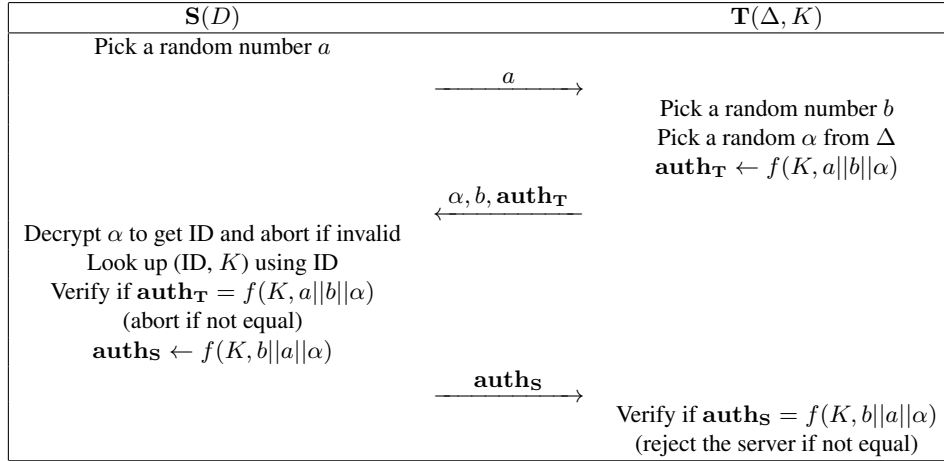 S(D) T(Δ, K)
Pick a random number a
a
Pick a random number b
Pick a random α from Δ
auth_T ← f(K, a||b||α)
α, b, auth_T
Decrypt α to get ID and abort if invalid
Look up (ID, K) using ID
Verify if auth_T = f(K, a||b||α)
(abort if not equal)
auth_S ← f(K, b||a||α)
auth_S
Verify if auth_S = f(K, b||a||α)
(reject the server if not equal)